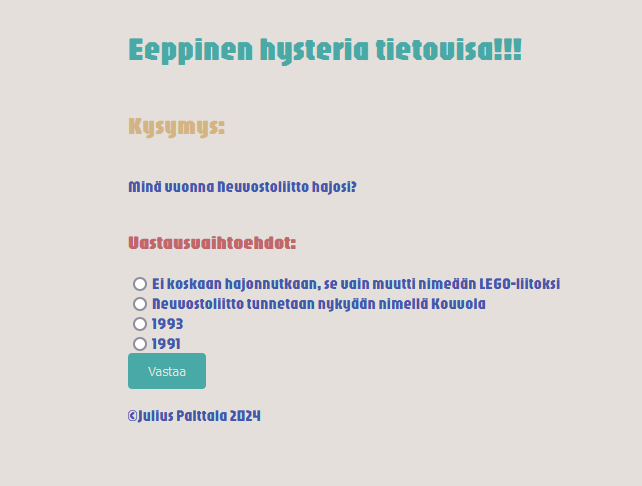 Eeppinen hysteria tietovisa!!!
Kysymys:
Minä vuonna Neuvostoliitto hajosi?
Vastausvaihtoehdot:
Ei koskaan hajonnutkaan, se vain muutti nimeään LEGO-liitoksi
Neuvostoliitto tunnetaan nykyään nimellä Kouvola
1993
1991
Vastaa
©Julius Palttala 2024